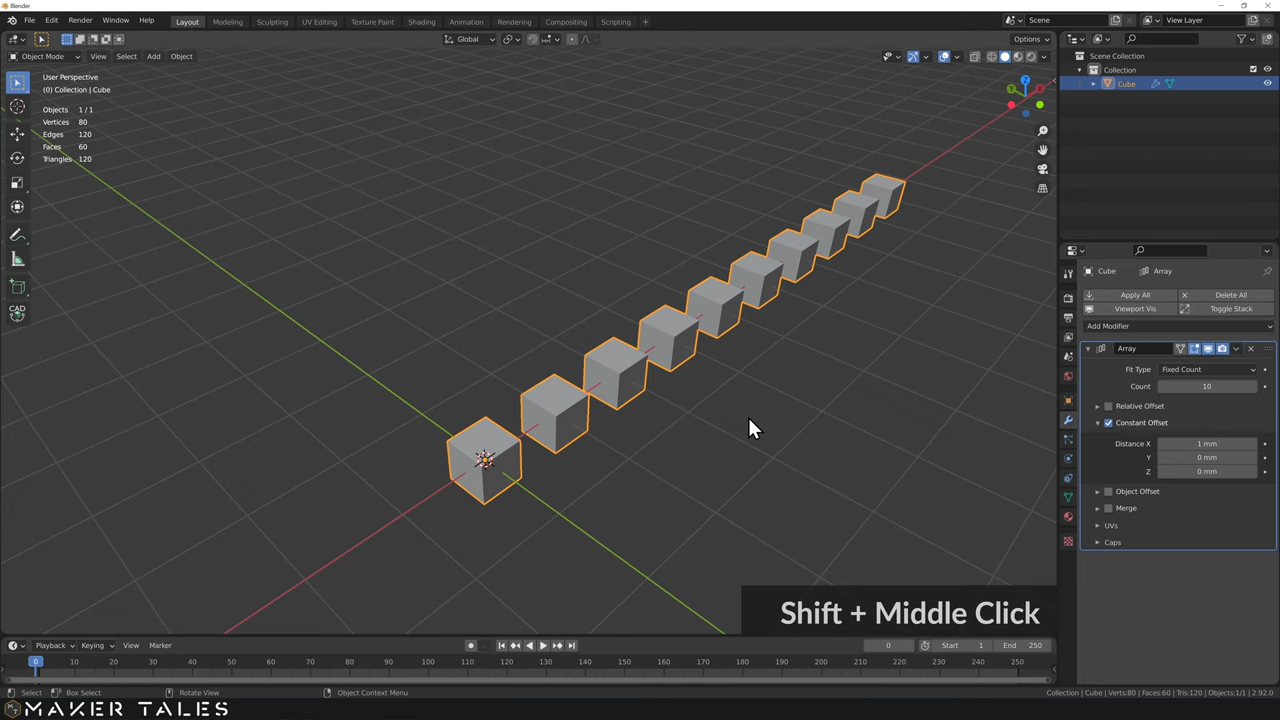 Blender
File Edit Render Window Help Layout Modeling Sculpting UV Editing Texture Paint Shading Animation Rendering Compositing Scripting + Scene View Layer
Global Options
Object Mode View Select Add Object
User Perspective
(0) Collection | Cube
Objects 1 / 1
Vertices 80
Edges 120
Faces 60
Triangles 120
CAD
Z
Y
X
Scene Collection
Collection
Cube
Cube Array
Apply All Delete All
Viewport Vis Toggle Stack
Add Modifier
Array
Fit Type Fixed Count
Count 10
Relative Offset
Constant Offset
Distance X 1 mm
Y 0 mm
Z 0 mm
Object Offset
Merge
UVs
Caps
Shift + Middle Click
Playback Keying View Marker 0 Start 1 End 250
0 10 20 30 40 50 60 70 80 90 100 110 120 130 140 150 160 170 180 190 200 210 220 230 240 250
Select Box Select Rotate View Object Context Menu Collection | Cube | Verts:80 | Faces:60 | Tris:120 | Objects:1/1 | 2.92.0
MAKER TALES